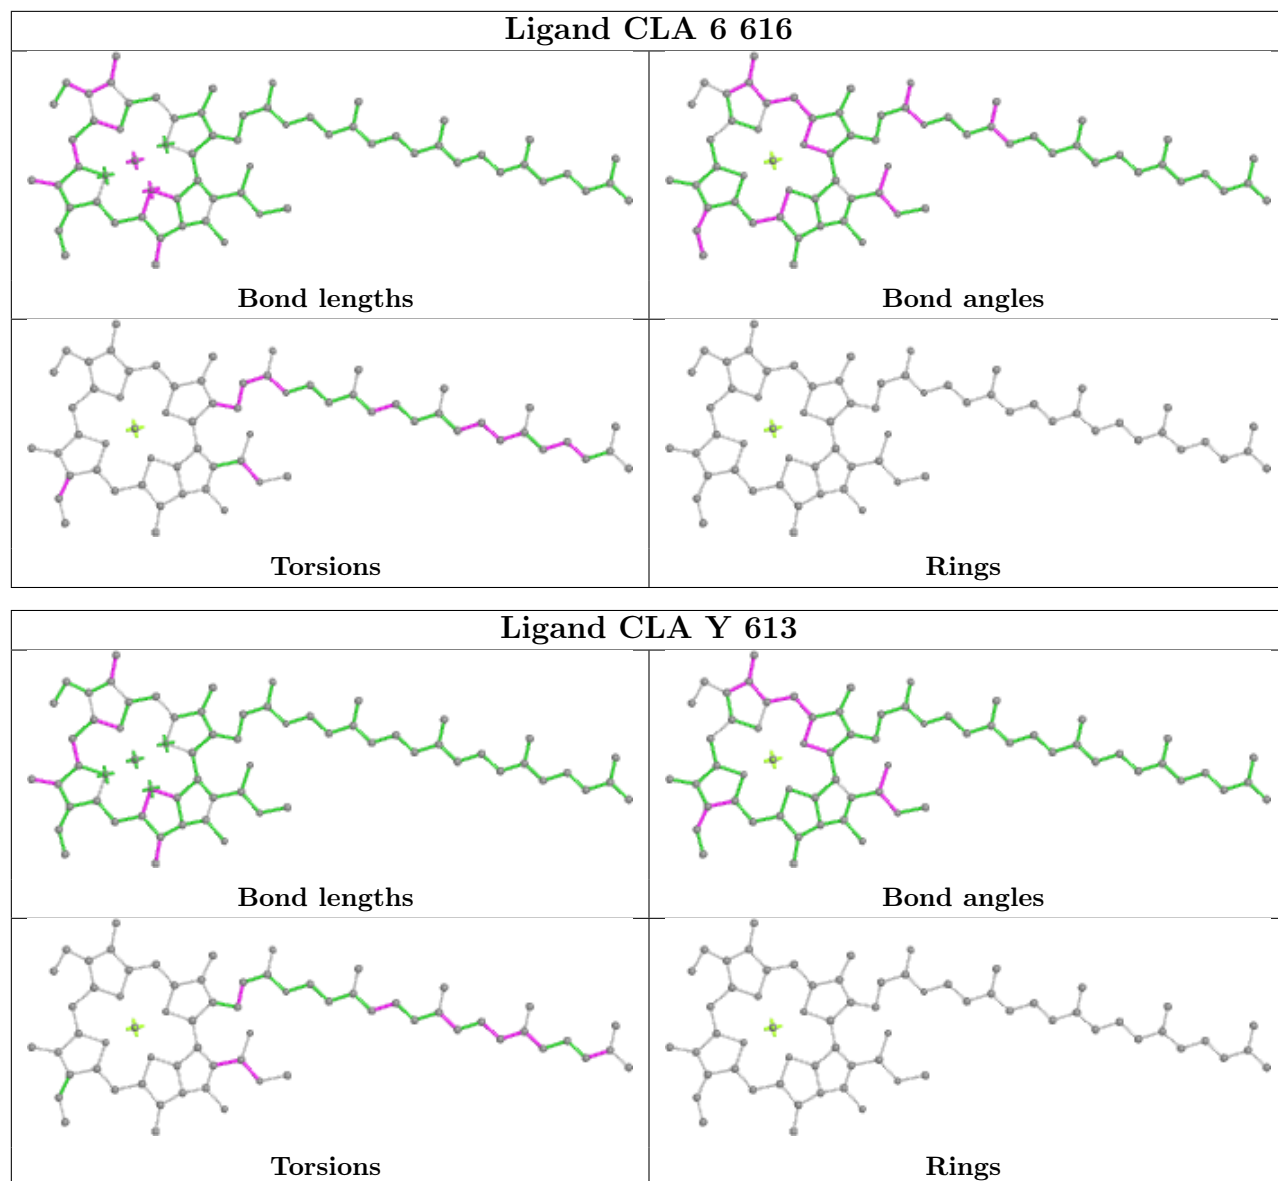 Ligand CLA 6 616
Bond lengths
Bond angles
Torsions
Rings
Ligand CLA Y 613
Bond lengths
Bond angles
Torsions
Rings